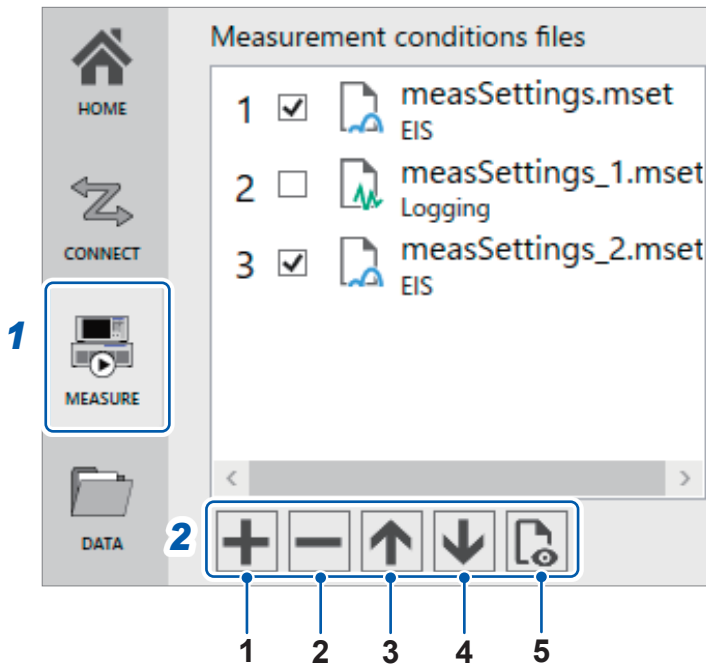 Measurement conditions files
HOME
1 measSettings.mset
EIS
2 measSettings_1.mset
Logging
CONNECT
3 measSettings_2.mset
EIS
1
MEASURE
DATA
2
1 2 3 4 5